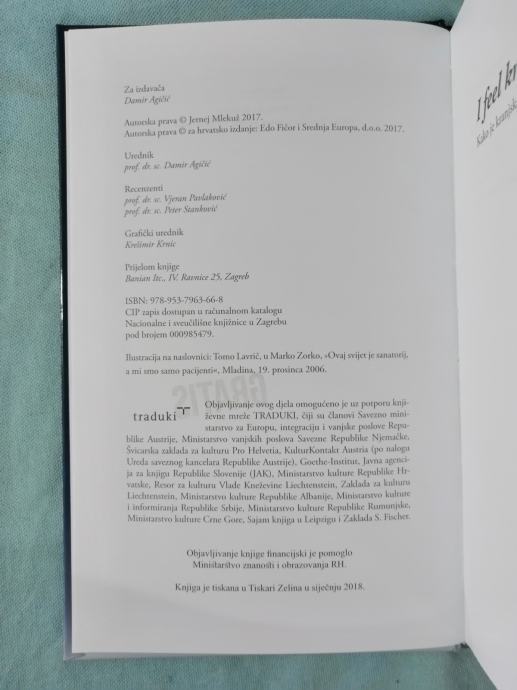 Za izdavača
Damir Agičić
Autorska prava © Jernej Mlekuž 2017.
Autorska prava © za hrvatsko izdanje: Edo Fičor i Srednja Europa, d.o.o. 2017.
Urednik
prof. dr. sc. Damir Agičić
Recenzenti
prof. dr. sc. Vjeran Pavlaković
prof. dr. sc. Peter Stanković
Grafički urednik
Krešimir Krnic
Prijelom knjige
Banian Itc., IV. Ravnice 25, Zagreb
ISBN: 978-953-7963-66-8
CIP zapis dostupan u računalnom katalogu
Nacionalne i sveučilišne knjižnice u Zagrebu
pod brojem 000985479.
Ilustracija na naslovnici: Tomo Lavrič, u Marko Zorko, »Ovaj svijet je sanatorij,
a mi smo samo pacijenti«, Mladina, 19. prosinca 2006.
GRATIS
traduki
Objavljivanje ovog djela omogućeno je uz potporu knji-
ževne mreže TRADUKI, čiji su članovi Savezno mini-
starstvo za Europu, integraciju i vanjske poslove Repu-
blike Austrije, Ministarstvo vanjskih poslova Savezne Republike Njemačke,
Švicarska zaklada za kulturu Pro Helvetia, KulturKontakt Austria (po nalogu
Ureda saveznog kancelara Republike Austrije), Goethe-Institut, Javna agenci-
ja za knjigu Republike Slovenije (JAK), Ministarstvo kulture Republike Hr-
vatske, Resor za kulturu Vlade Kneževine Liechtenstein, Zaklada za kulturu
Liechtenstein, Ministarstvo kulture Republike Albanije, Ministarstvo kulture
i informiranja Republike Srbije, Ministarstvo kulture Republike Rumunjske,
Ministarstvo kulture Crne Gore, Sajam knjiga u Leipzigu i Zaklada S. Fischer.
Objavljivanje knjige financijski je pomoglo
Ministarstvo znanosti i obrazovanja RH.
Knjiga je tiskana u Tiskari Zelina u siječnju 2018.
I feel kr
Kako je kranjsk